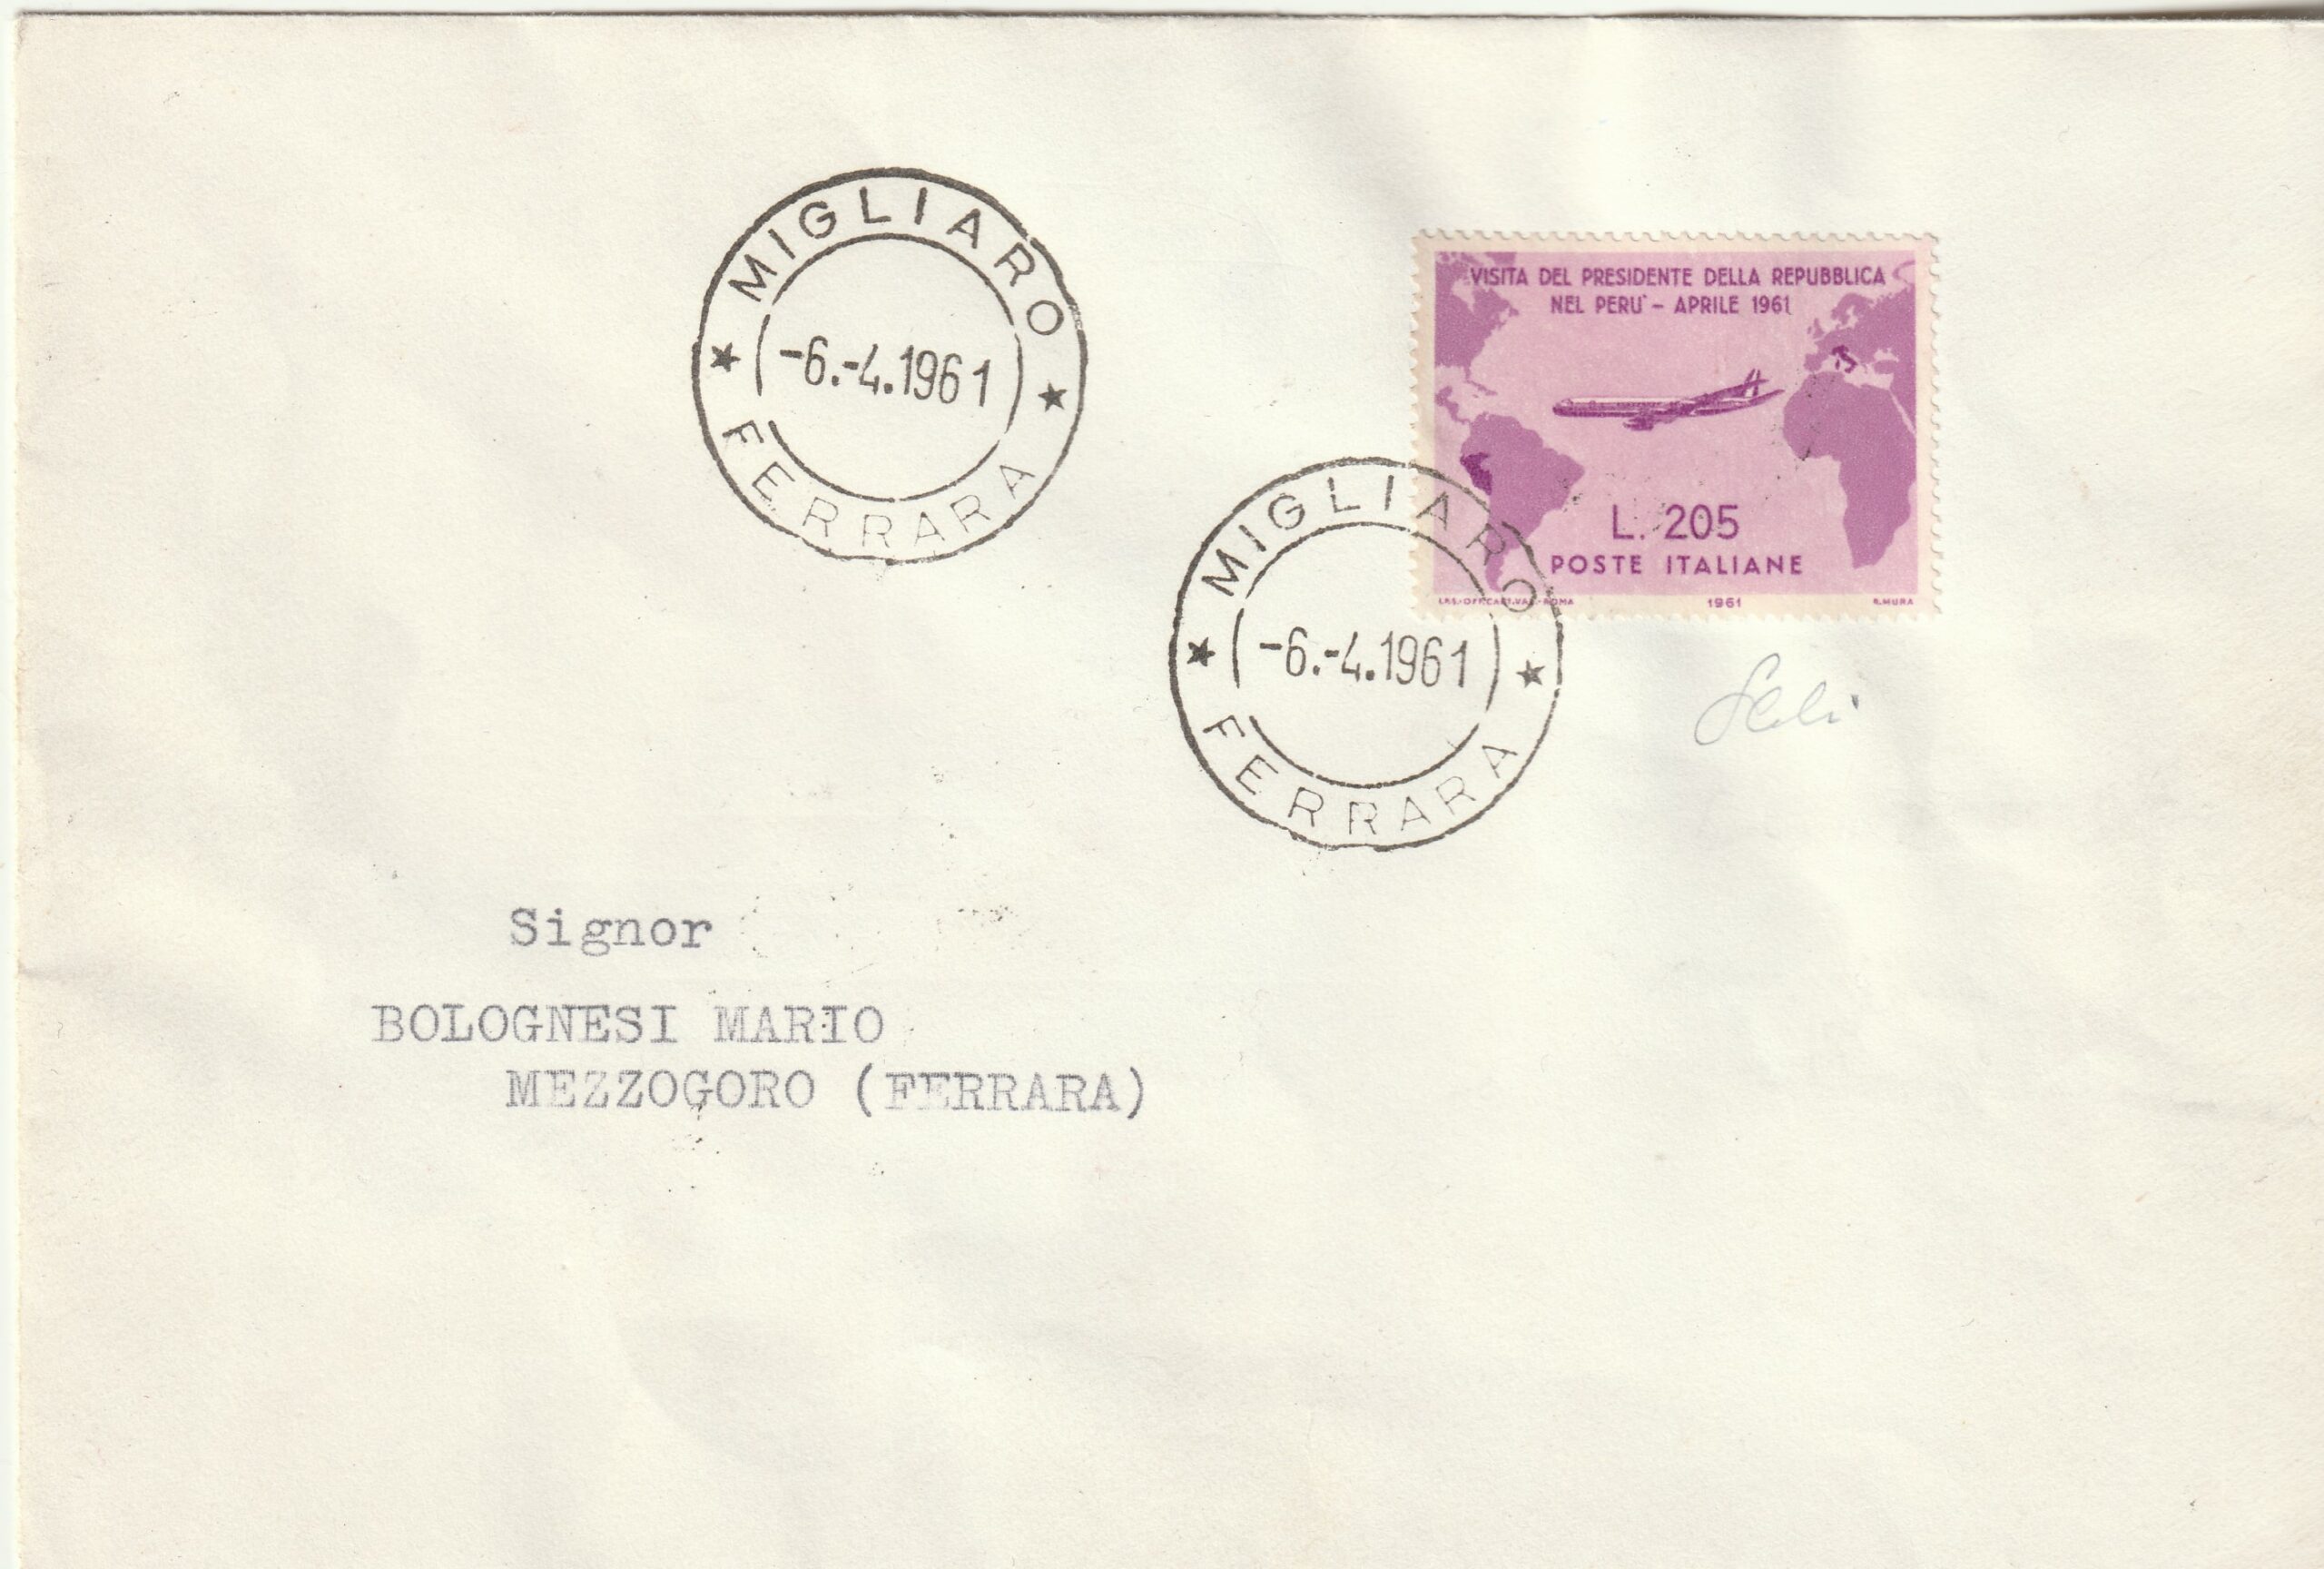 MIGLIARO
-6.-4.1961
FERRARA
VISITA DEL PRESIDENTE DELLA REPUBBLICA
NEL PERU' - APRILE 1961
L. 205
POSTE ITALIANE
1961
R.MURA
MIGLIARO
-6.-4.1961
FERRARA
Signor
BOLOGNESI MARIO
MEZZOGORO (FERRARA)